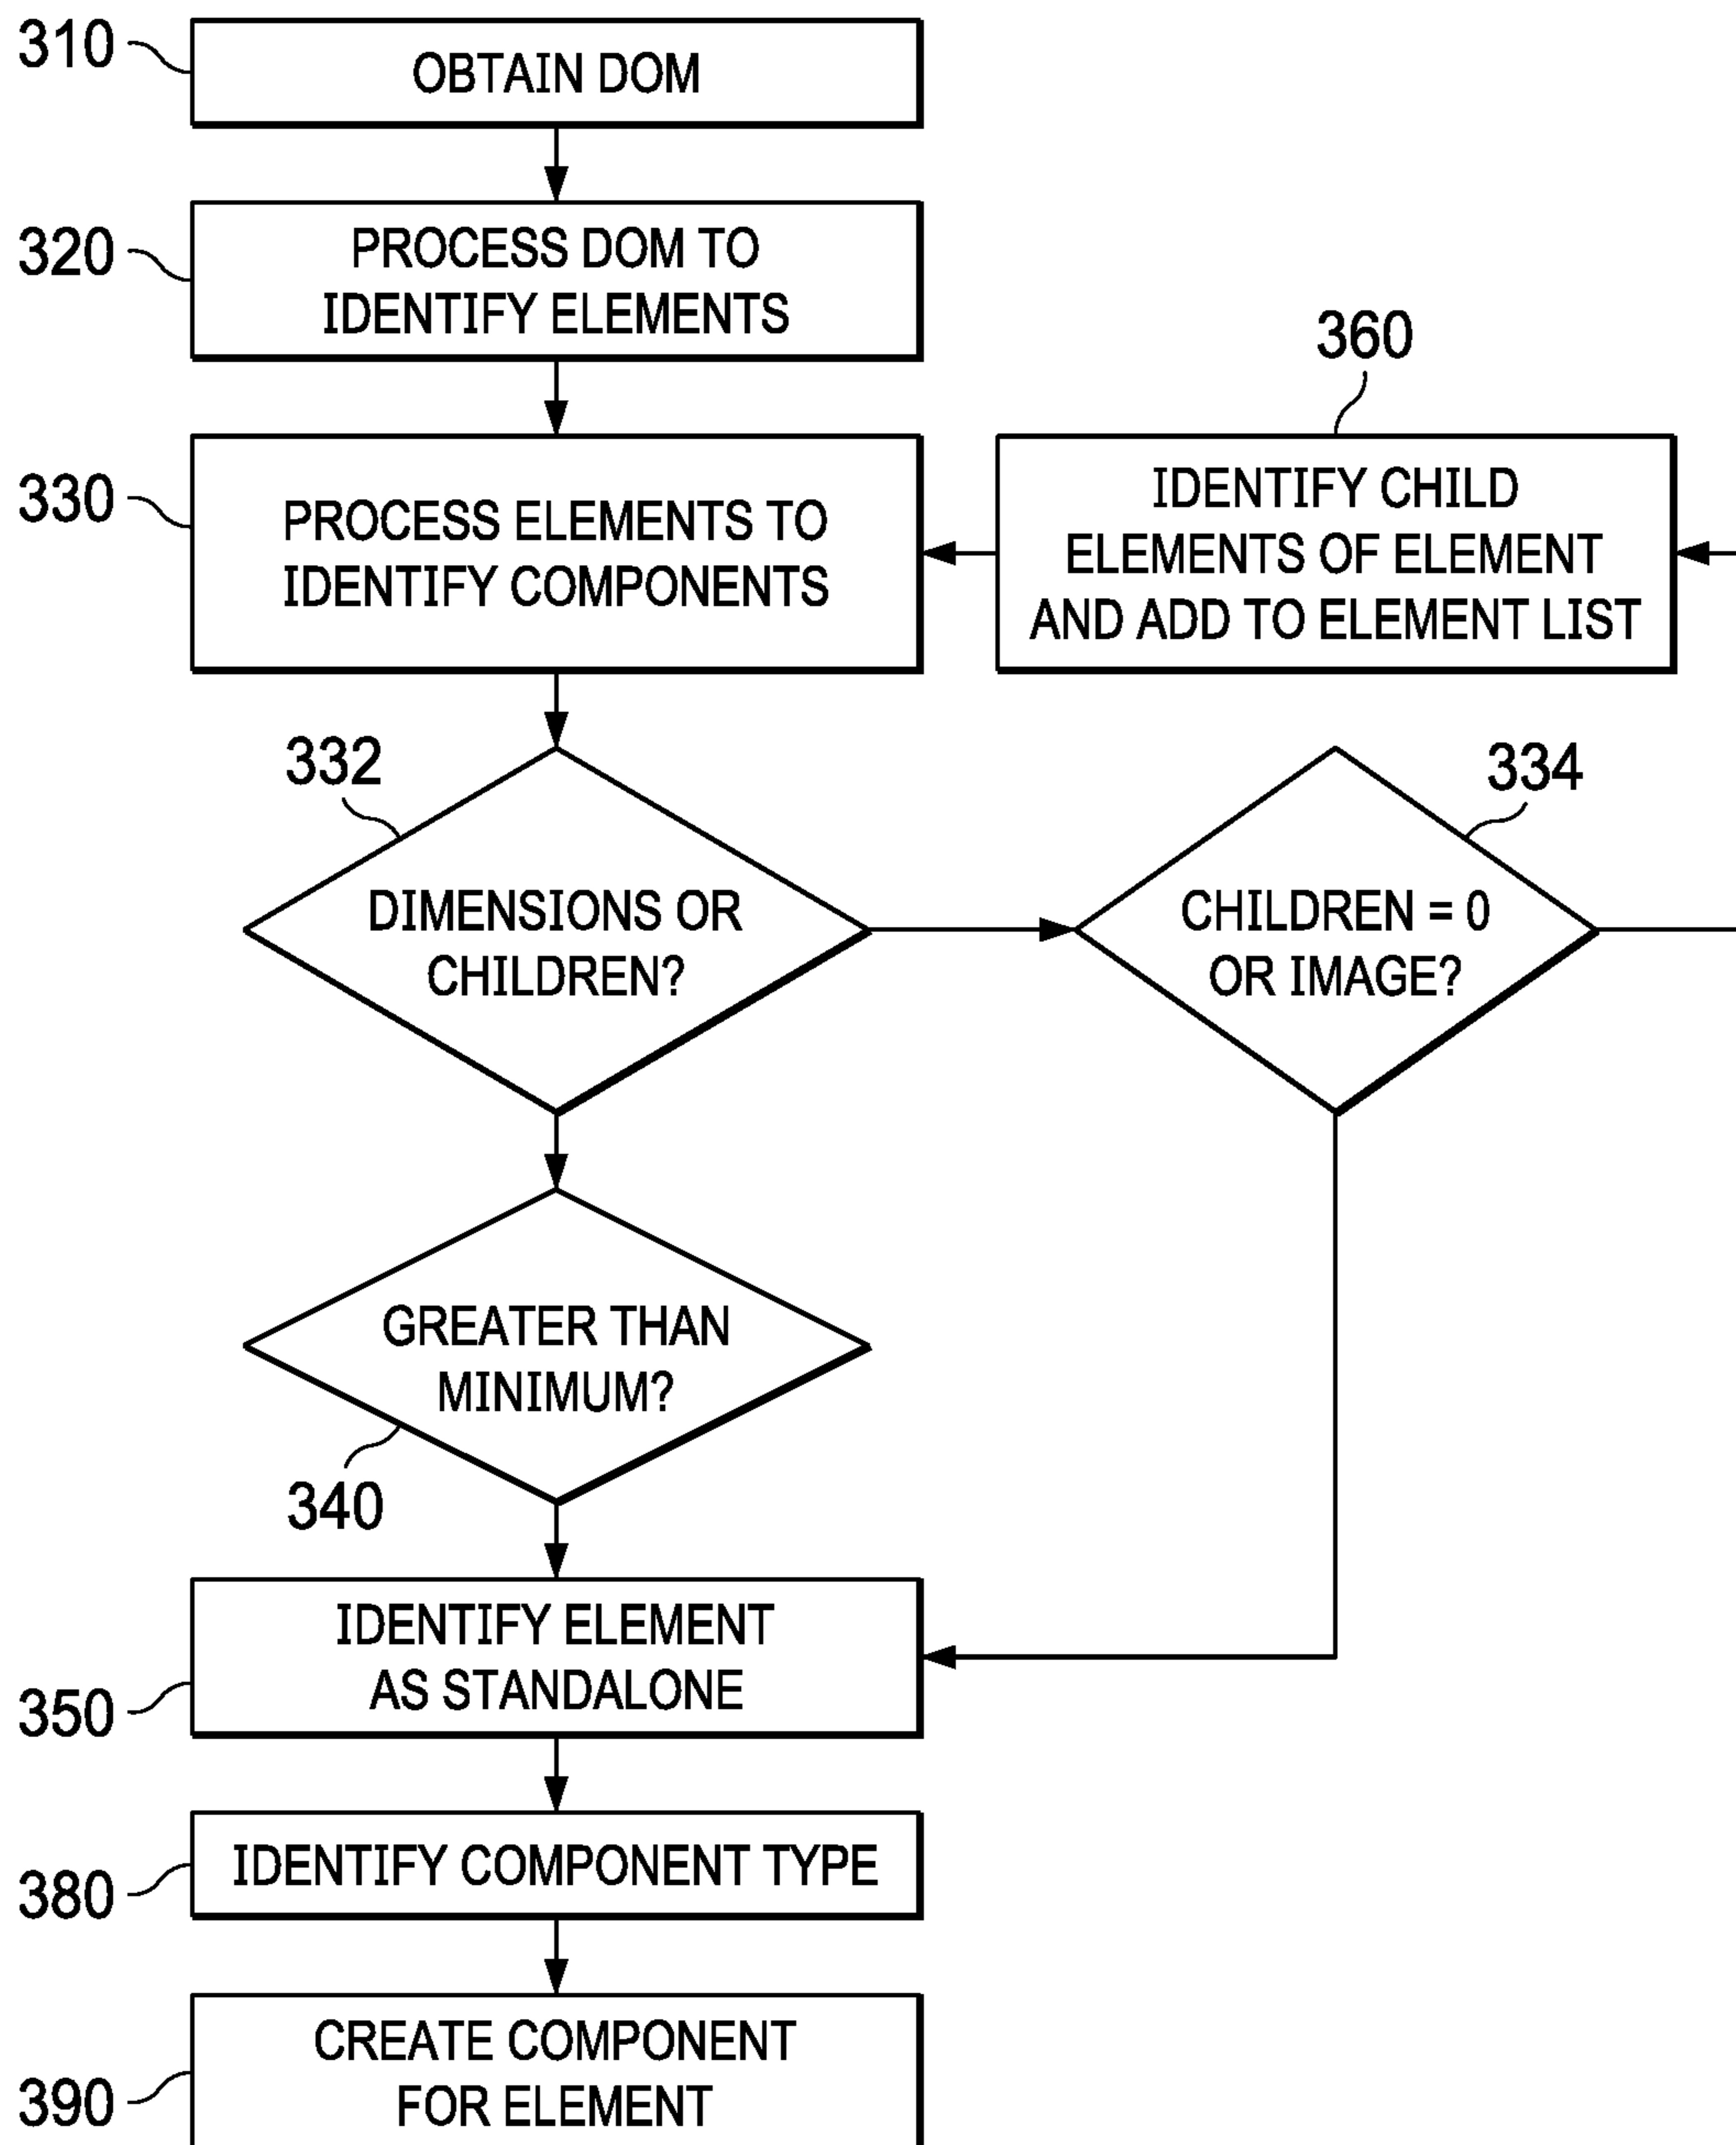 310
OBTAIN DOM
320
PROCESS DOM TO
IDENTIFY ELEMENTS
360
330
PROCESS ELEMENTS TO
IDENTIFY COMPONENTS
IDENTIFY CHILD
ELEMENTS OF ELEMENT
AND ADD TO ELEMENT LIST
332
DIMENSIONS OR
CHILDREN?
334
CHILDREN = 0
OR IMAGE?
GREATER THAN
MINIMUM?
340
IDENTIFY ELEMENT
AS STANDALONE
350
IDENTIFY COMPONENT TYPE
380
CREATE COMPONENT
FOR ELEMENT
390